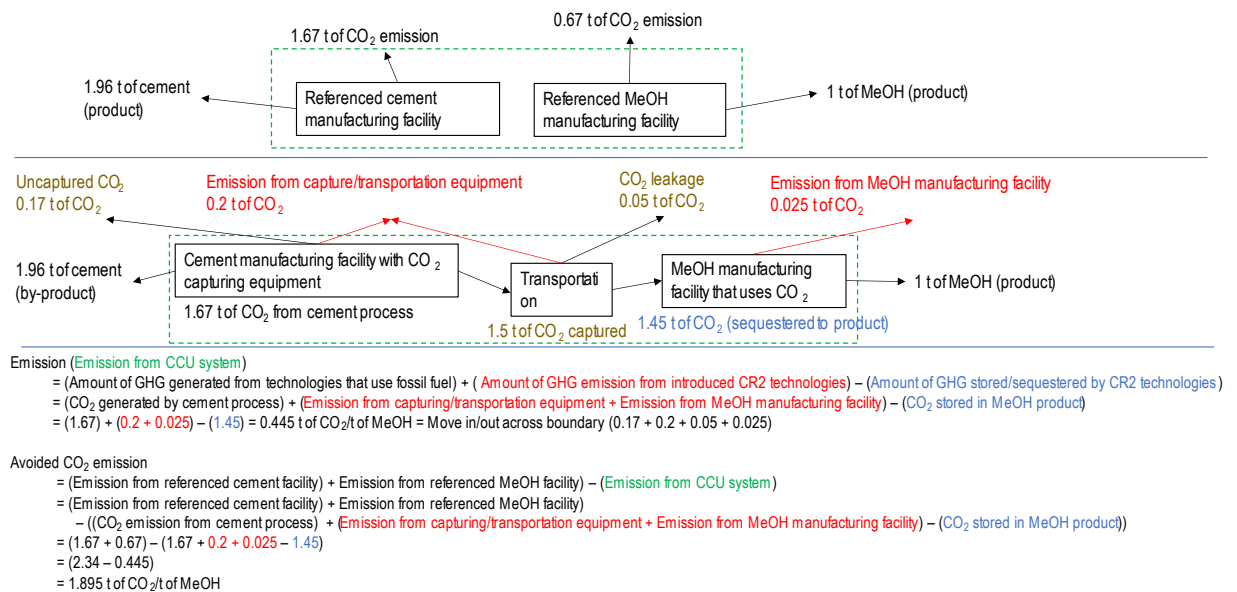 0.67 t of CO2 emission
1.67 t of CO2 emission
1.96 t of cement
(product)
Referenced cement
manufacturing facility
Referenced MeOH
manufacturing facility
1 t of MeOH (product)
Uncaptured CO2
0.17 t of CO2
Emission from capture/transportation equipment
0.2 t of CO2
CO2 leakage
0.05 t of CO2
Emission from MeOH manufacturing facility
0.025 t of CO2
1.96 t of cement
(by-product)
Cement manufacturing facility with CO2
capturing equipment
Transportati
on
MeOH manufacturing
facility that uses CO2
1 t of MeOH (product)
1.67 t of CO2 from cement process
1.5 t of CO2 captured
1.45 t of CO2 (sequestered to product)
Emission (Emission from CCU system)
= (Amount of GHG generated from technologies that use fossil fuel) + ( Amount of GHG emission from introduced CR2 technologies) – (Amount of GHG stored/sequestered by CR2 technologies)
= (CO2 generated by cement process) + (Emission from capturing/transportation equipment + Emission from MeOH manufacturing facility) – (CO2 stored in MeOH product)
= (1.67) + (0.2 + 0.025) – (1.45) = 0.445 t of CO2/t of MeOH = Move in/out across boundary (0.17 + 0.2 + 0.05 + 0.025)
Avoided CO2 emission
= (Emission from referenced cement facility) + Emission from referenced MeOH facility) – (Emission from CCU system)
= (Emission from referenced cement facility) + Emission from referenced MeOH facility)
– ((CO2 emission from cement process) + (Emission from capturing/transportation equipment + Emission from MeOH manufacturing facility) – (CO2 stored in MeOH product))
= (1.67 + 0.67) – (1.67 + 0.2 + 0.025 – 1.45)
= (2.34 – 0.445)
= 1.895 t of CO2/t of MeOH